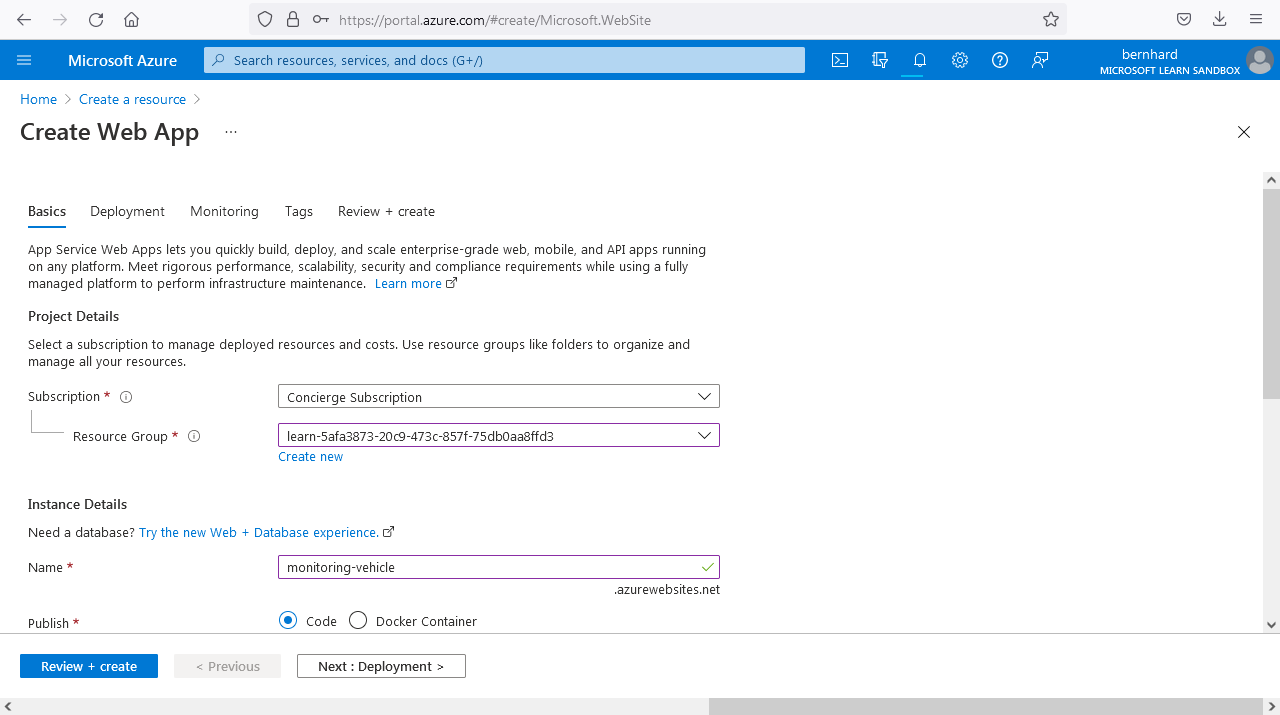 https://portal.azure.com/#create/Microsoft.WebSite
Microsoft Azure
Search resources, services, and docs (G+/)
bernhard
MICROSOFT LEARN SANDBOX
Home > Create a resource >
Create Web App ...
Basics Deployment Monitoring Tags Review + create
App Service Web Apps lets you quickly build, deploy, and scale enterprise-grade web, mobile, and API apps running
on any platform. Meet rigorous performance, scalability, security and compliance requirements while using a fully
managed platform to perform infrastructure maintenance. Learn more
Project Details
Select a subscription to manage deployed resources and costs. Use resource groups like folders to organize and
manage all your resources.
Subscription * Concierge Subscription
Resource Group * learn-5afa3873-20c9-473c-857f-75db0aa8ffd3
Create new
Instance Details
Need a database? Try the new Web + Database experience.
Name * monitoring-vehicle
.azurewebsites.net
Publish * Code Docker Container
Review + create < Previous Next : Deployment >